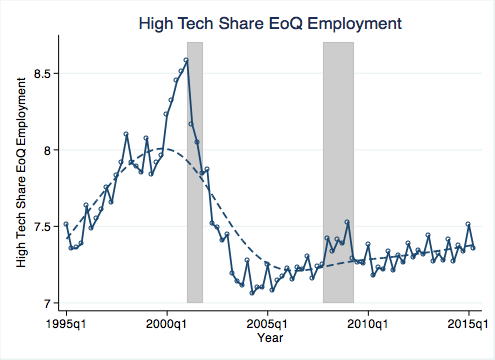 High Tech Share EoQ Employment
High Tech Share EoQ Employment
8.5
8
7.5
7
1995q1 2000q1 2005q1 2010q1 2015q1
Year